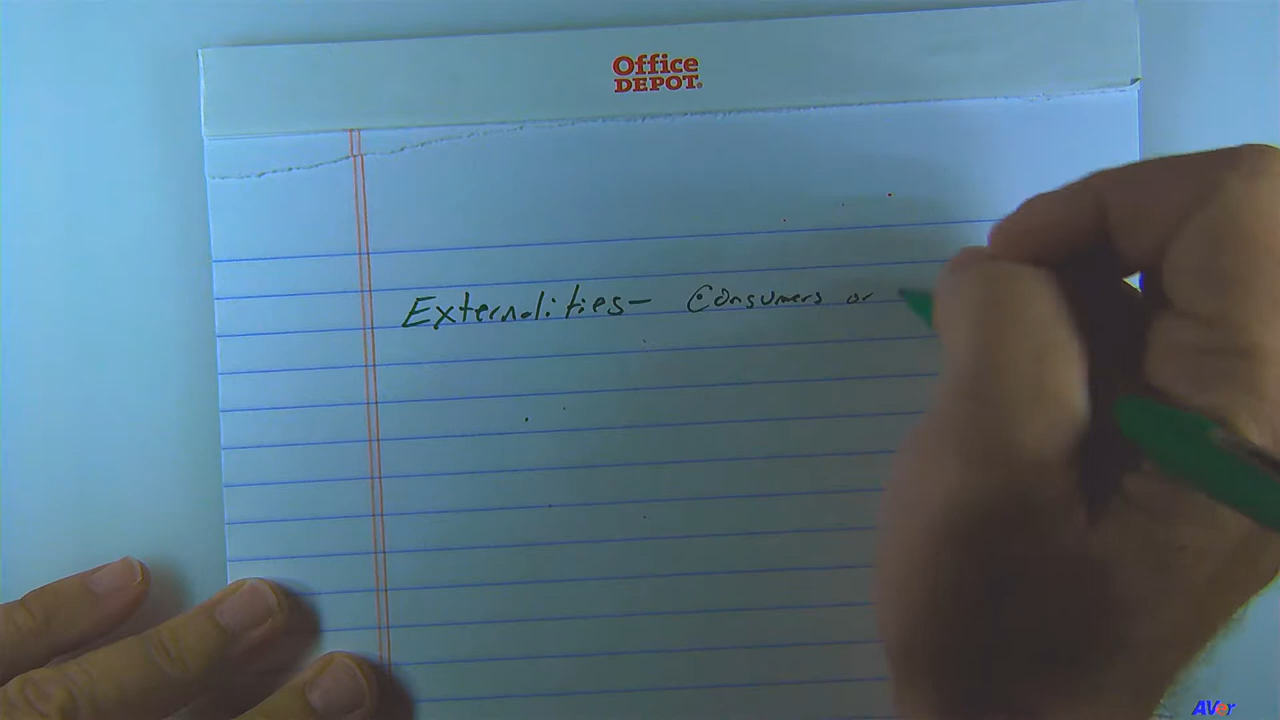 Office
DEPOT.
Externalities- Consumers or
AVer